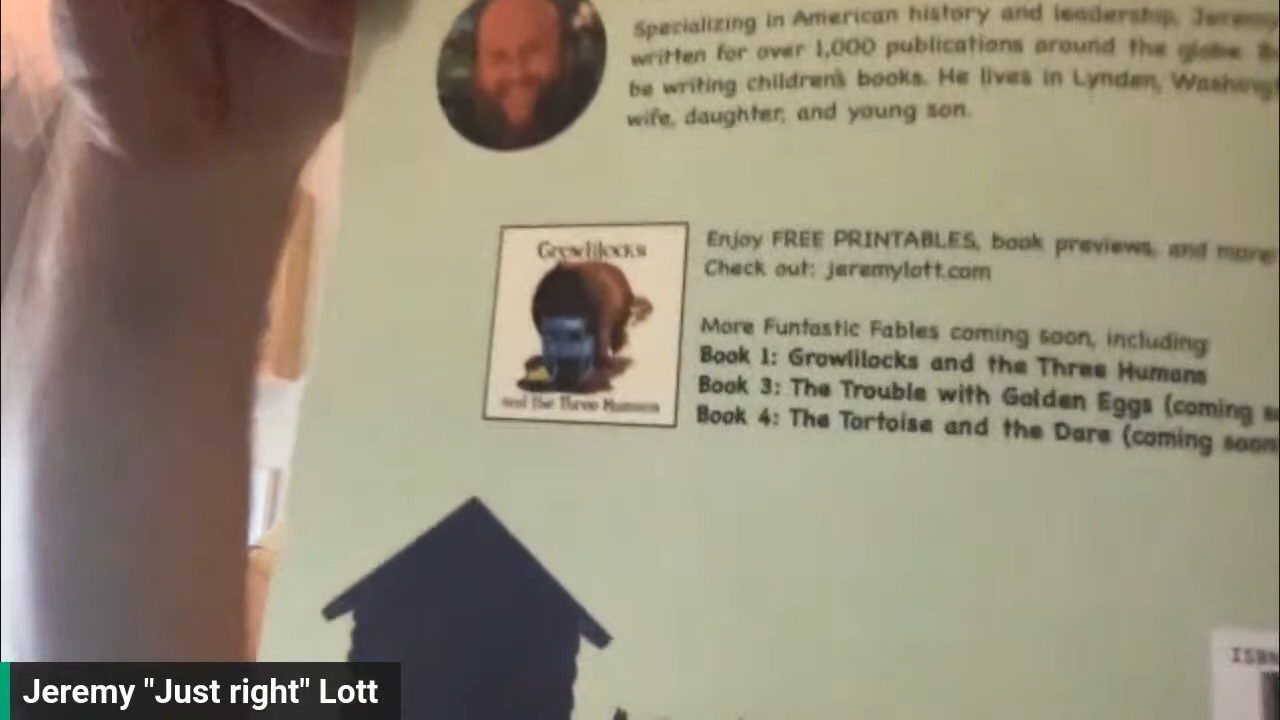 Specializing in American history and leadership, Jeremy
written for over 1,000 publications around the globe.
be writing children's books. He lives in Lynden,
wife, daughter, and young son.
Growlilocks
and the Three Humans
Enjoy FREE PRINTABLES, book previews, and more!
Check out: jeremylott.com
More Funtastic Fables coming soon, including
Book 1: Growlilocks and the Three Humans
Book 3: The Trouble with Golden Eggs (coming
Book 4: The Tortoise and the Dare (coming soon
ISBN
Jeremy "Just right" Lott